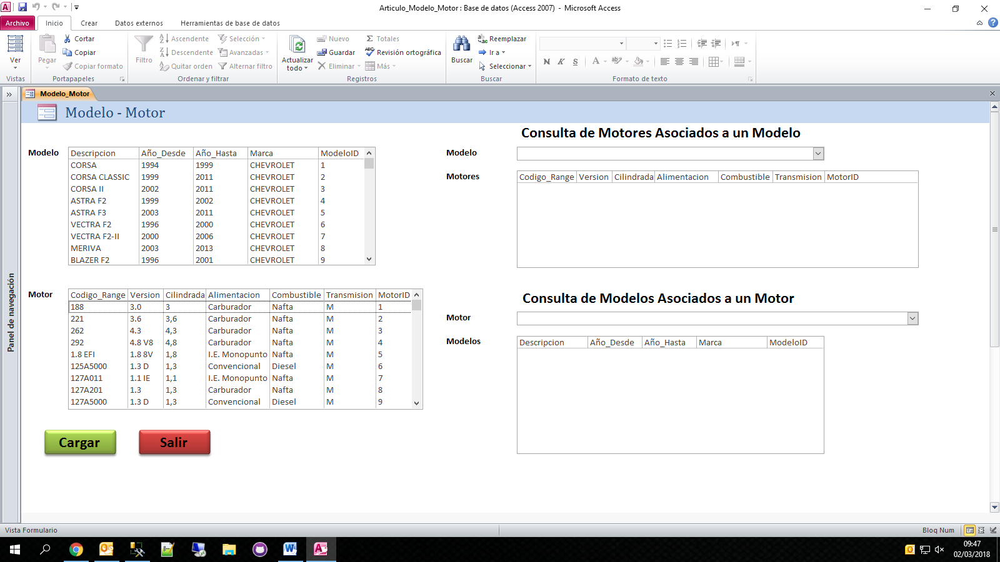 Articulo_Modelo_Motor : Base de datos (Access 2007) - Microsoft Access
Archivo Inicio Crear Datos externos Herramientas de base de datos
Ver
Vistas
Pegar
Cortar
Copiar
Copiar formato
Portapapeles
Filtro
Ascendente
Descendente
Quitar orden
Selección
Avanzadas
Alternar filtro
Ordenar y filtrar
Actualizar todo
Nuevo
Guardar
Eliminar
Totales
Revisión ortográfica
Más
Registros
Buscar
Reemplazar
Ir a
Seleccionar
Buscar
N K S
Formato de texto
Modelo_Motor
Panel de navegación
Modelo - Motor
Modelo
Descripcion Año_Desde Año_Hasta Marca ModeloID
CORSA 1994 1999 CHEVROLET 1
CORSA CLASSIC 1999 2011 CHEVROLET 2
CORSA II 2002 2011 CHEVROLET 3
ASTRA F2 1999 2002 CHEVROLET 4
ASTRA F3 2003 2011 CHEVROLET 5
VECTRA F2 1996 2000 CHEVROLET 6
VECTRA F2-II 2000 2006 CHEVROLET 7
MERIVA 2003 2013 CHEVROLET 8
BLAZER F2 1996 2001 CHEVROLET 9
Motor
Codigo_Range Version Cilindrada Alimentacion Combustible Transmision MotorID
188 3.0 3 Carburador Nafta M 1
221 3.6 3,6 Carburador Nafta M 2
262 4.3 4,3 Carburador Nafta M 3
292 4.8 V8 4,8 Carburador Nafta M 4
1.8 EFI 1.8 8V 1,8 I.E. Monopunto Nafta M 5
125A5000 1.3 D 1,3 Convencional Diesel M 6
127A011 1.1 IE 1,1 I.E. Monopunto Nafta M 7
127A201 1.3 1,3 Carburador Nafta M 8
127A5000 1.3 D 1,3 Convencional Diesel M 9
Cargar Salir
Consulta de Motores Asociados a un Modelo
Modelo
Motores
Codigo_Range Version Cilindrada Alimentacion Combustible Transmision MotorID
Consulta de Modelos Asociados a un Motor
Motor
Modelos
Descripcion Año_Desde Año_Hasta Marca ModeloID
Vista Formulario
Bloq Num
09:47
02/03/2018